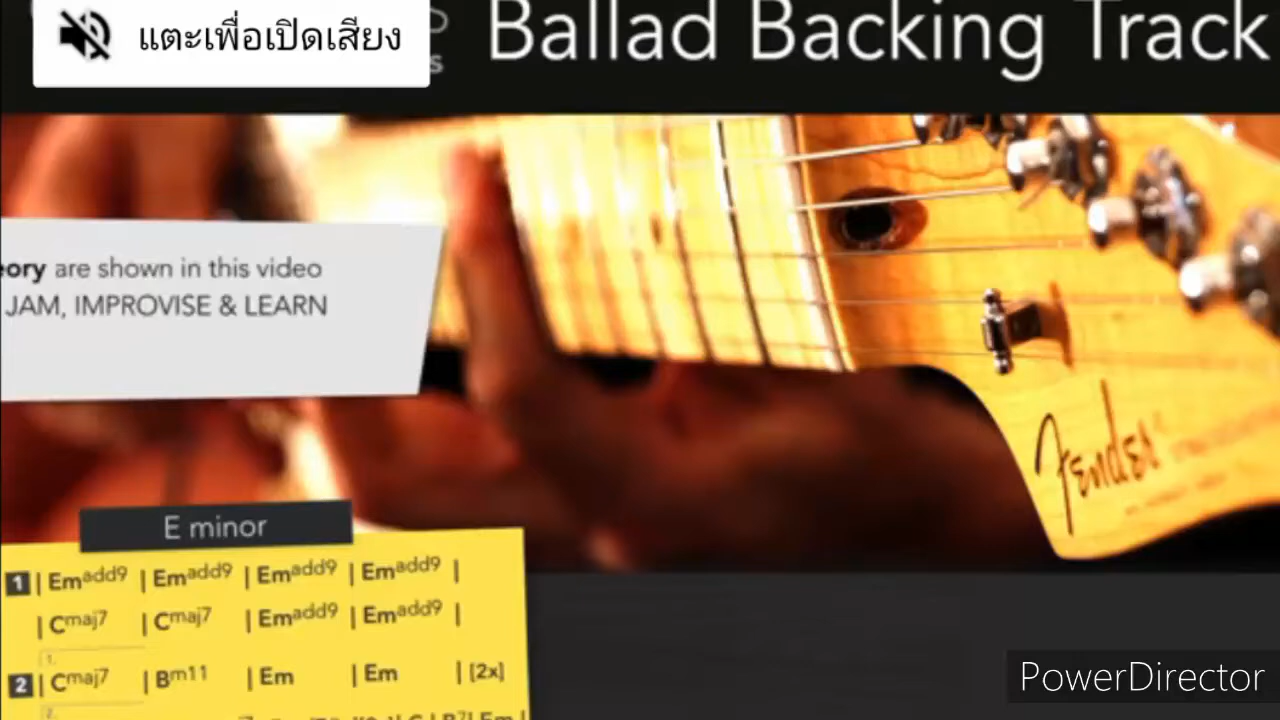 แตะเพื่อเปิดเสียง
Ballad Backing Track
eory are shown in this video
JAM, IMPROVISE & LEARN
Fender
E minor
1 | Emadd9 | Emadd9 | Emadd9 | Emadd9 |
| Cmaj7 | Cmaj7 | Emadd9 | Emadd9 |
1.
2 | Cmaj7 | Bm11 | Em | Em | [2x]
2.
PowerDirector